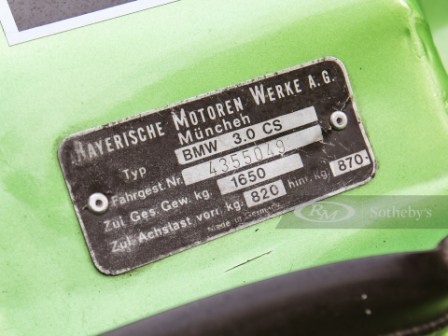 BAYERISCHE MOTOREN WERKE A.G.
München
Typ BMW 3.0 CS
Fahrgest.Nr. 4355049
Zul. Ges. Gew. kg. 1650
Zul. Achslast vorr. kg. 820 hint. kg. 870-
Made in Germany
RM | Sotheby's